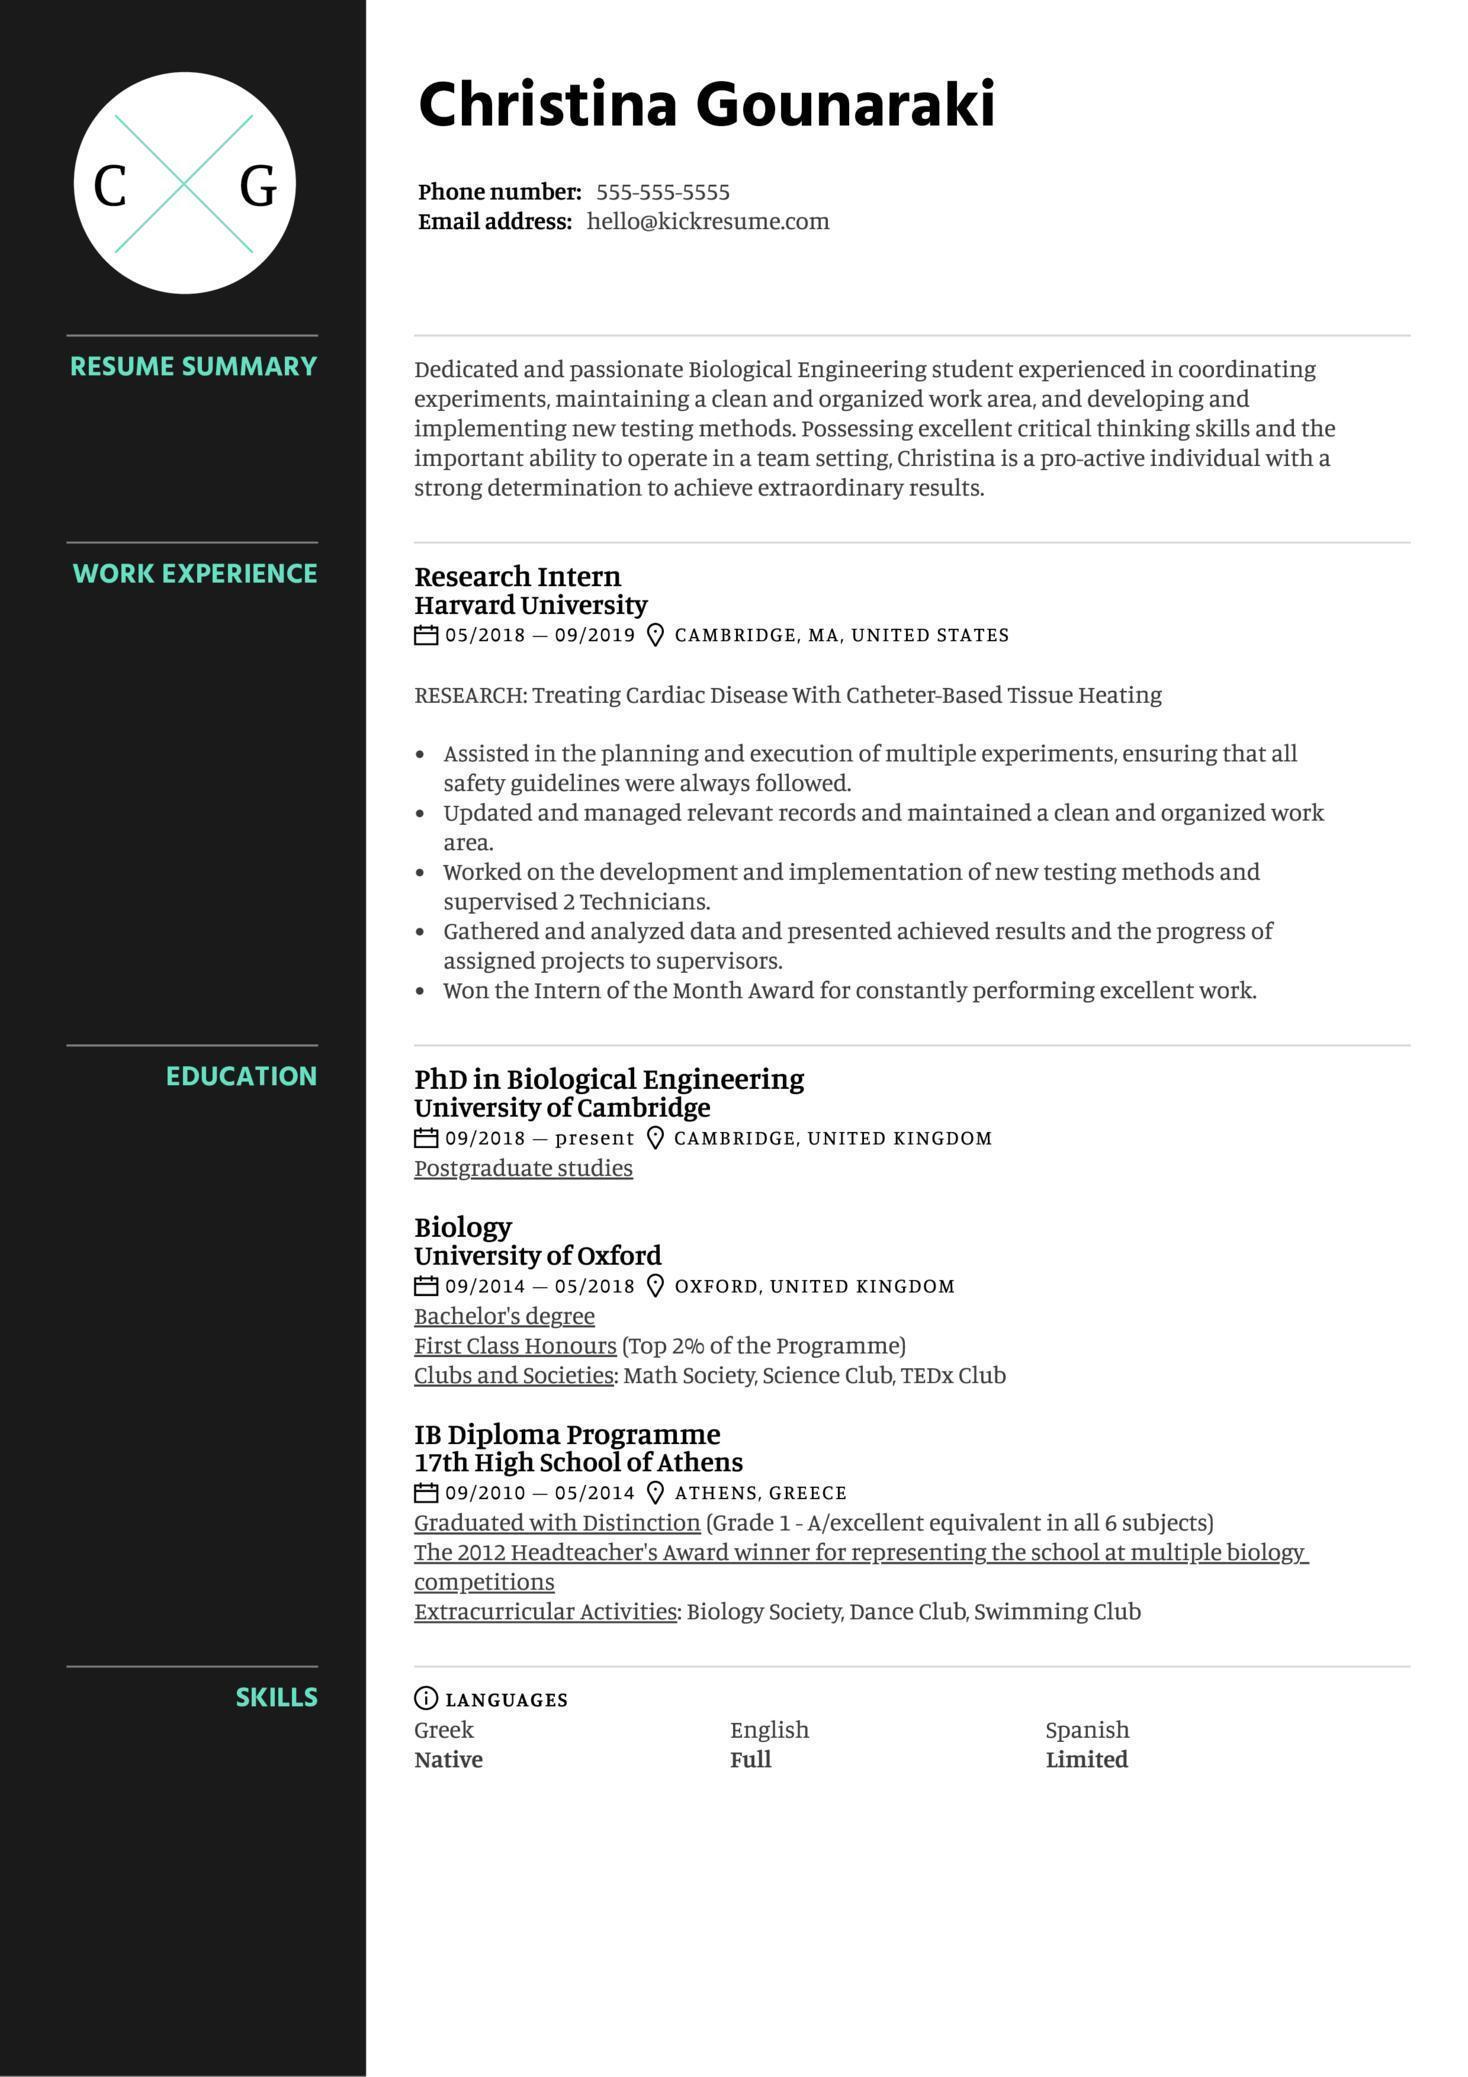 C G
Christina Gounaraki
Phone number: 555-555-5555
Email address: hello@kickresume.com
RESUME SUMMARY
Dedicated and passionate Biological Engineering student experienced in coordinating
experiments, maintaining a clean and organized work area, and developing and
implementing new testing methods. Possessing excellent critical thinking skills and the
important ability to operate in a team setting, Christina is a pro-active individual with a
strong determination to achieve extraordinary results.
WORK EXPERIENCE
Research Intern
Harvard University
05/2018 — 09/2019 CAMBRIDGE, MA, UNITED STATES
RESEARCH: Treating Cardiac Disease With Catheter-Based Tissue Heating
• Assisted in the planning and execution of multiple experiments, ensuring that all
safety guidelines were always followed.
• Updated and managed relevant records and maintained a clean and organized work
area.
• Worked on the development and implementation of new testing methods and
supervised 2 Technicians.
• Gathered and analyzed data and presented achieved results and the progress of
assigned projects to supervisors.
• Won the Intern of the Month Award for constantly performing excellent work.
EDUCATION
PhD in Biological Engineering
University of Cambridge
09/2018 — present CAMBRIDGE, UNITED KINGDOM
Postgraduate studies
Biology
University of Oxford
09/2014 — 05/2018 OXFORD, UNITED KINGDOM
Bachelor's degree
First Class Honours (Top 2% of the Programme)
Clubs and Societies: Math Society, Science Club, TEDx Club
IB Diploma Programme
17th High School of Athens
09/2010 — 05/2014 ATHENS, GREECE
Graduated with Distinction (Grade 1 - A/excellent equivalent in all 6 subjects)
The 2012 Headteacher's Award winner for representing the school at multiple biology
competitions
Extracurricular Activities: Biology Society, Dance Club, Swimming Club
SKILLS
LANGUAGES
Greek English Spanish
Native Full Limited